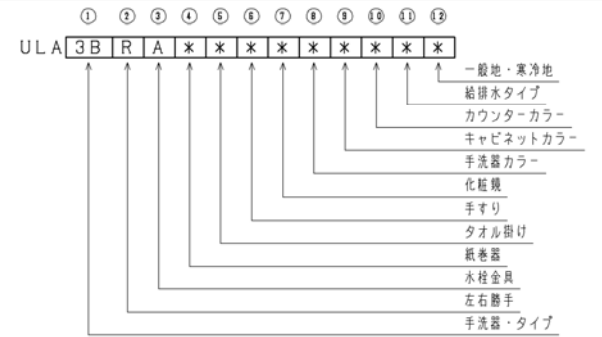 ① ② ③ ④ ⑤ ⑥ ⑦ ⑧ ⑨ ⑩ ⑪ ⑫
ULA 3B R A * * * * * * * * *
一般地・寒冷地
給排水タイプ
カウンターカラー
キャビネットカラー
手洗器カラー
化粧鏡
手すり
タオル掛け
紙巻器
水栓金具
左右勝手
手洗器・タイプ